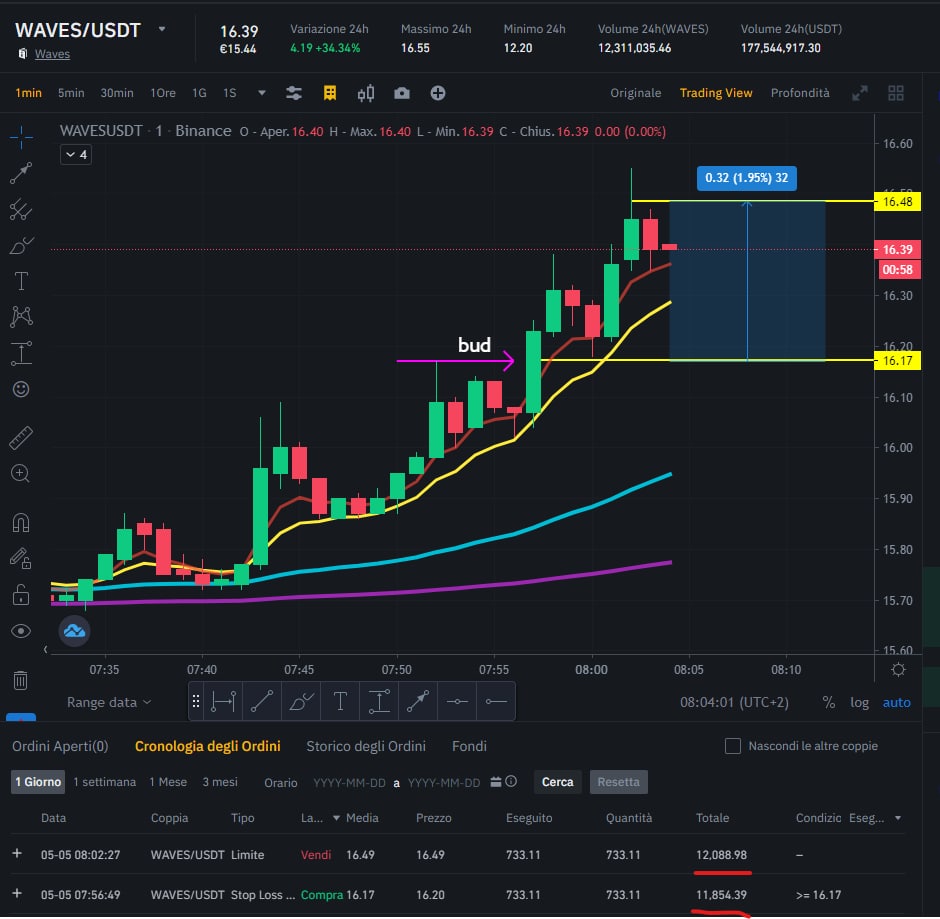 WAVES/USDT
Waves
16.39
€15.44
Variazione 24h
4.19 +34.34%
Massimo 24h
16.55
Minimo 24h
12.20
Volume 24h(WAVES)
12,311,035.46
Volume 24h(USDT)
177,544,917.30
1min 5min 30min 1Ore 1G 1S
Originale Trading View Profondità
WAVESUSDT · 1 · Binance O - Aper. 16.40 H - Max. 16.40 L - Min. 16.39 C - Chius. 16.39 0.00 (0.00%)
4
0.32 (1.95%) 32
bud
16.60
16.48
16.39
00:58
16.30
16.20
16.17
16.10
16.00
15.90
15.80
15.70
15.60
07:35 07:40 07:45 07:50 07:55 08:00 08:05 08:10
Range data
08:04:01 (UTC+2) % log auto
Ordini Aperti(0) Cronologia degli Ordini Storico degli Ordini Fondi
Nascondi le altre coppie
1 Giorno 1 settimana 1 Mese 3 mesi Orario YYYY-MM-DD a YYYY-MM-DD Cerca Resetta
Data Coppia Tipo La... Media Prezzo Eseguito Quantità Totale Condizic Eseg...
05-05 08:02:27 WAVES/USDT Limite Vendi 16.49 16.49 733.11 733.11 12,088.98 –
05-05 07:56:49 WAVES/USDT Stop Loss ... Compra 16.17 16.20 733.11 733.11 11,854.39 >= 16.17